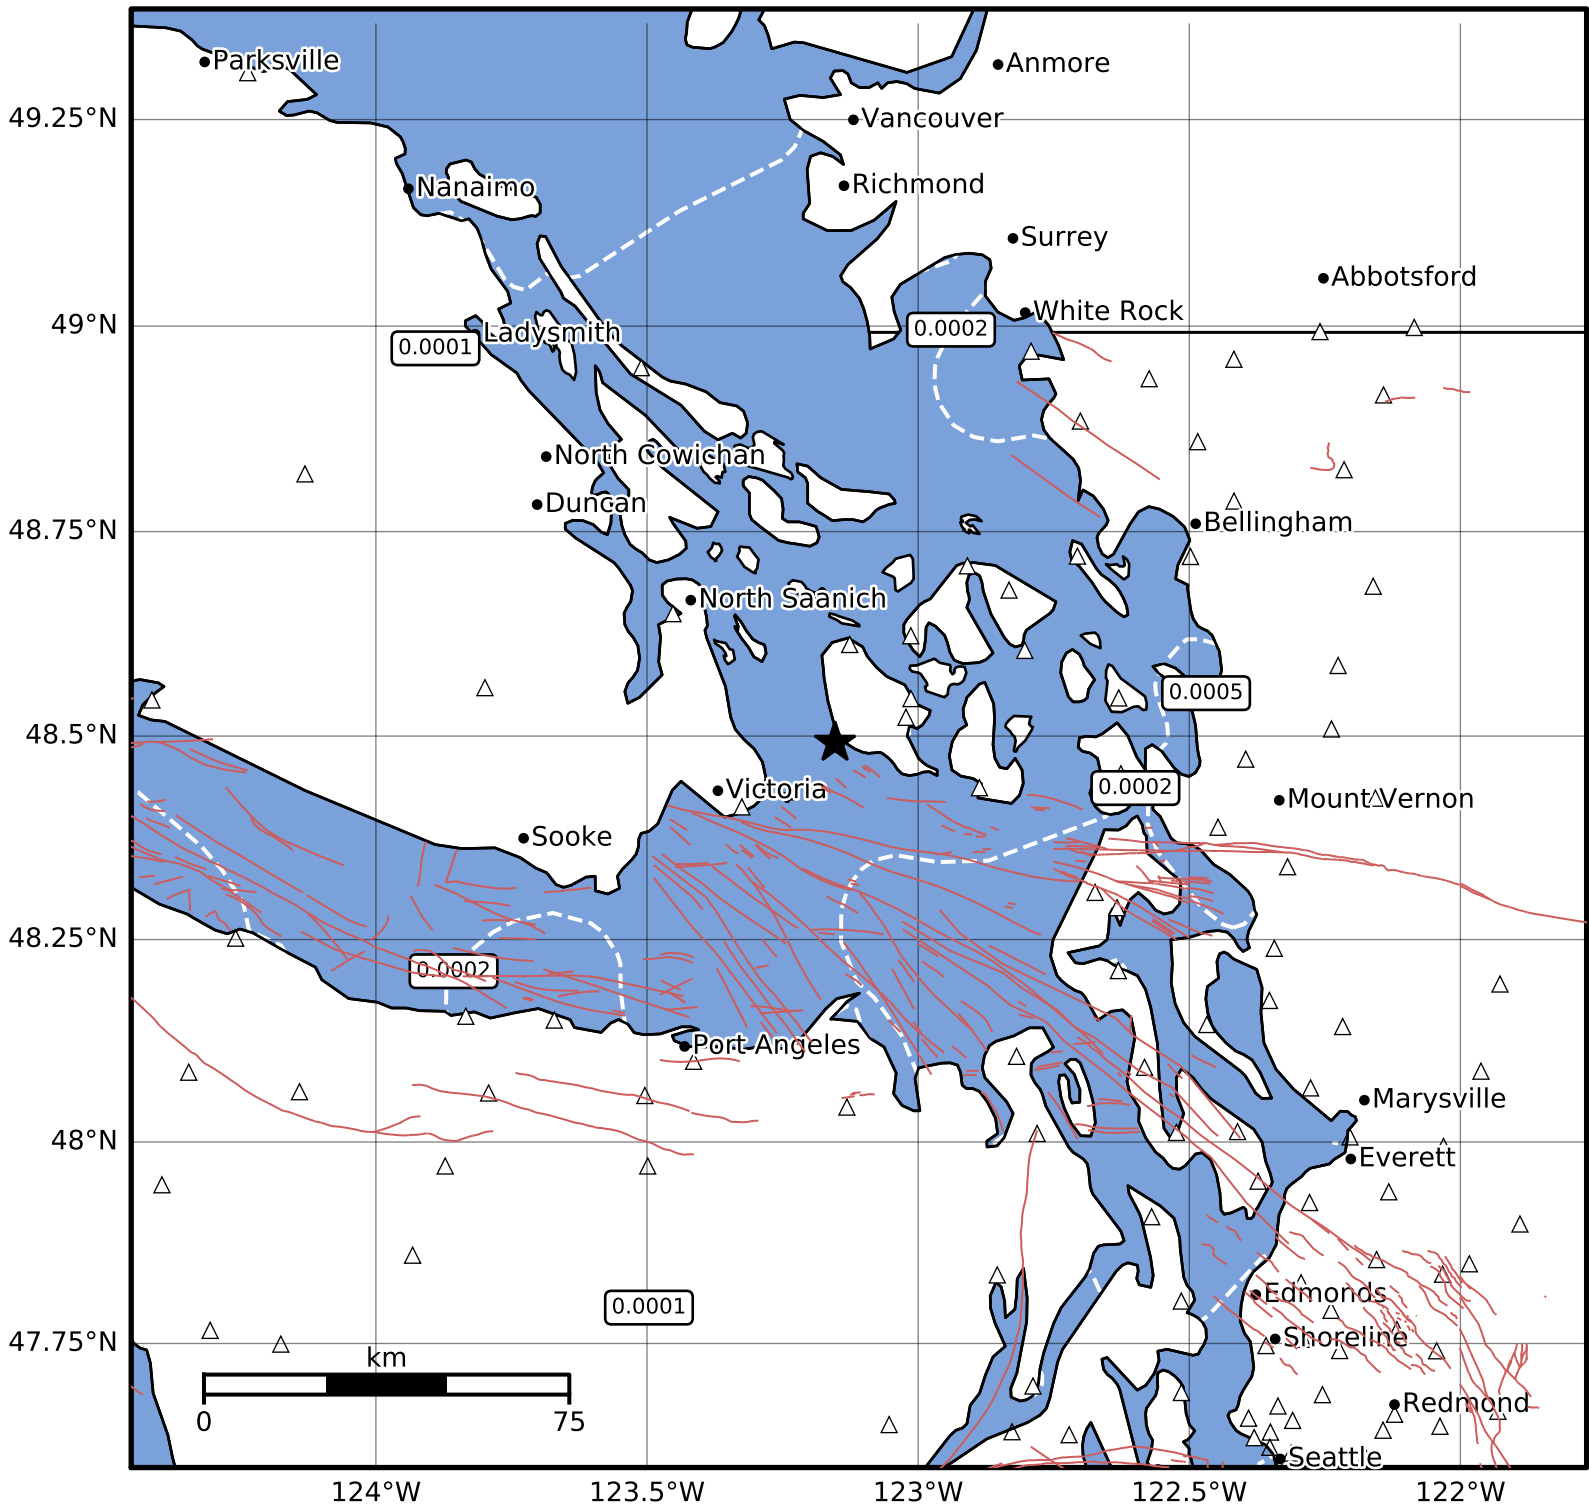 Parksville
Anmore
49.25°N
Vancouver
Nanaimo
Richmond
Surrey
Abbotsford
White Rock
49°N
0.0002
Ladysmith
0.0001
North Cowichan
Duncan
48.75°N
Bellingham
North Saanich
0.0005
48.5°N
Victoria
0.0002
Mount Vernon
Sooke
48.25°N
0.0002
Port Angeles
Marysville
48°N
Everett
Edmonds
0.0001
Shoreline
47.75°N
km
0
75
Redmond
Seattle
124°W
123.5°W
123°W
122.5°W
122°W